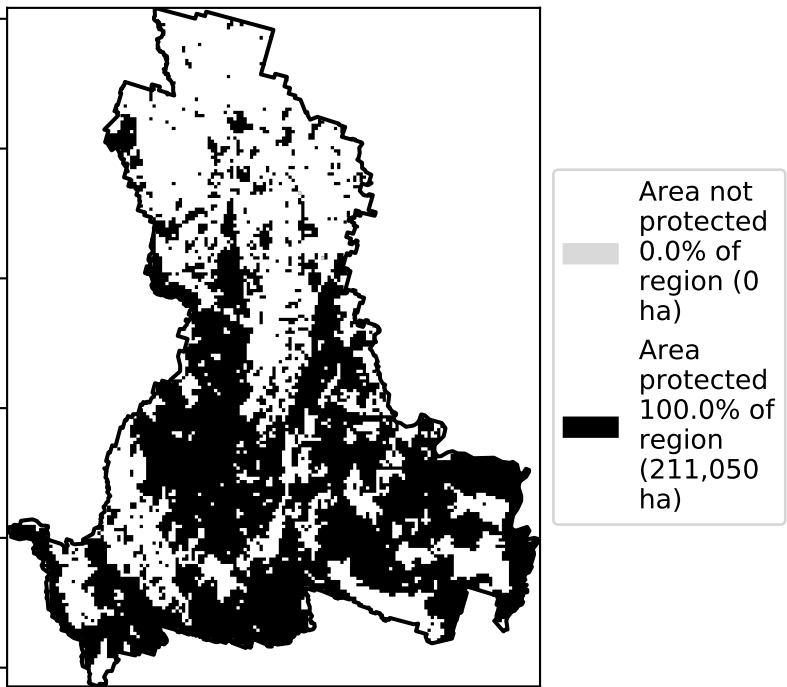 Area not
protected
0.0% of
region (0
ha)
Area
protected
100.0% of
region
(211,050
ha)